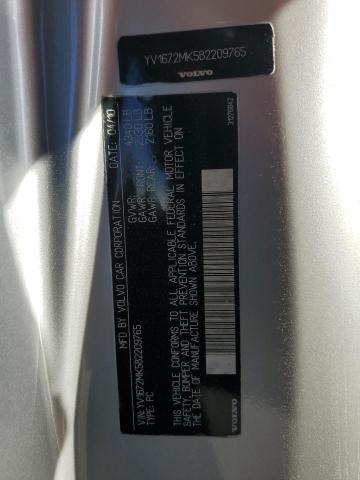 YV1672MK5B2209765
VOLVO
MFD BY VOLVO CAR CORPORATION DATE: 04/10
GVWR: 4340 LB
GAWR FRONT: 2230 LB
GAWR REAR: 2160 LB
THIS VEHICLE CONFORMS TO ALL APPLICABLE FEDERAL MOTOR VEHICLE
SAFETY, BUMPER AND THEFT PREVENTION STANDARDS IN EFFECT ON
THE DATE OF MANUFACTURE SHOWN ABOVE.
VIN: YV1672MK5B2209765
TYPE: PC
VOLVO